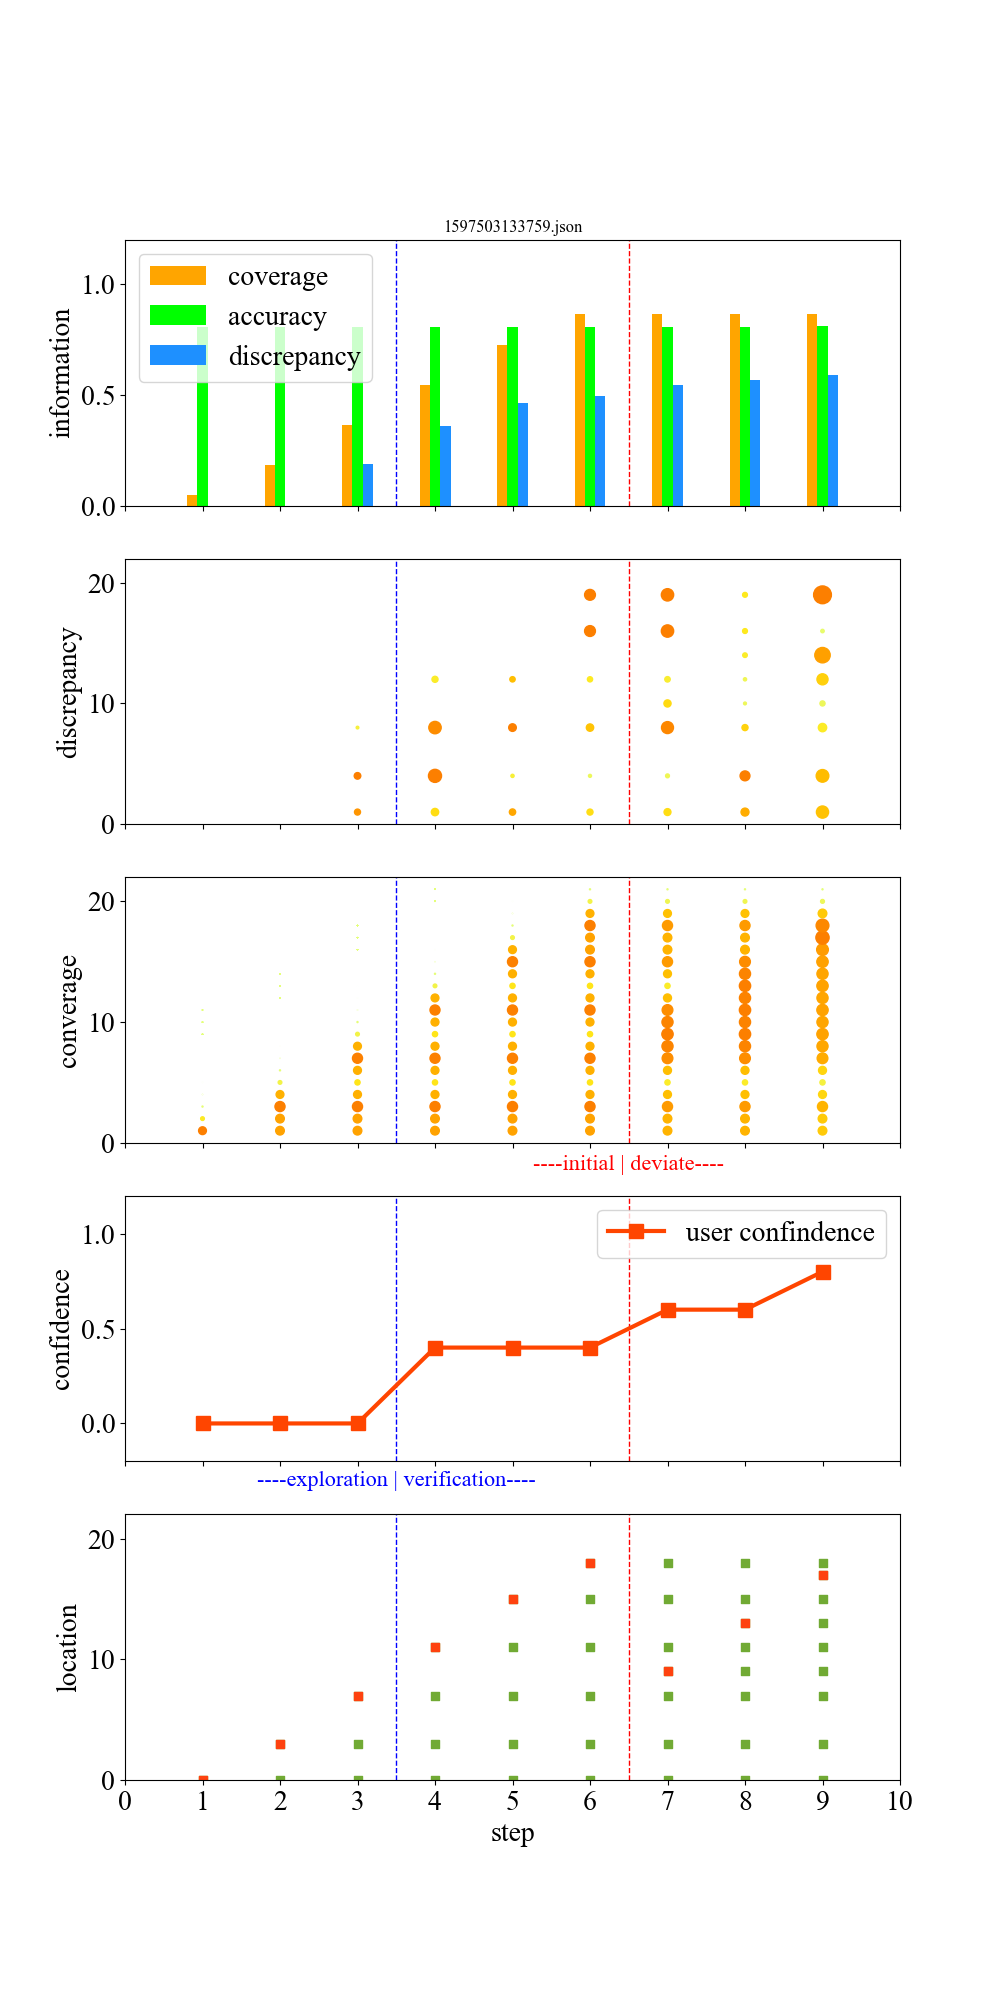 1597503133759.json
coverage
accuracy
discrepancy
information
1.0
0.5
0.0
discrepancy
20
10
0
converage
20
10
0
----initial | deviate----
user confindence
confidence
1.0
0.5
0.0
----exploration | verification----
location
20
10
0
0 1 2 3 4 5 6 7 8 9 10
step